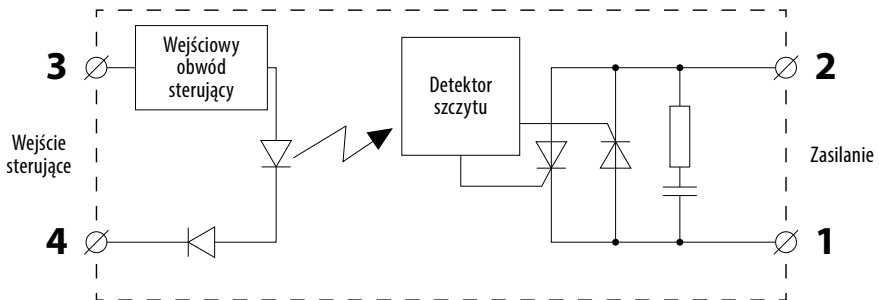 Wejściowy
obwód
sterujący
3
2
Detektor
szczytu
Wejście
sterujące
Zasilanie
4
1